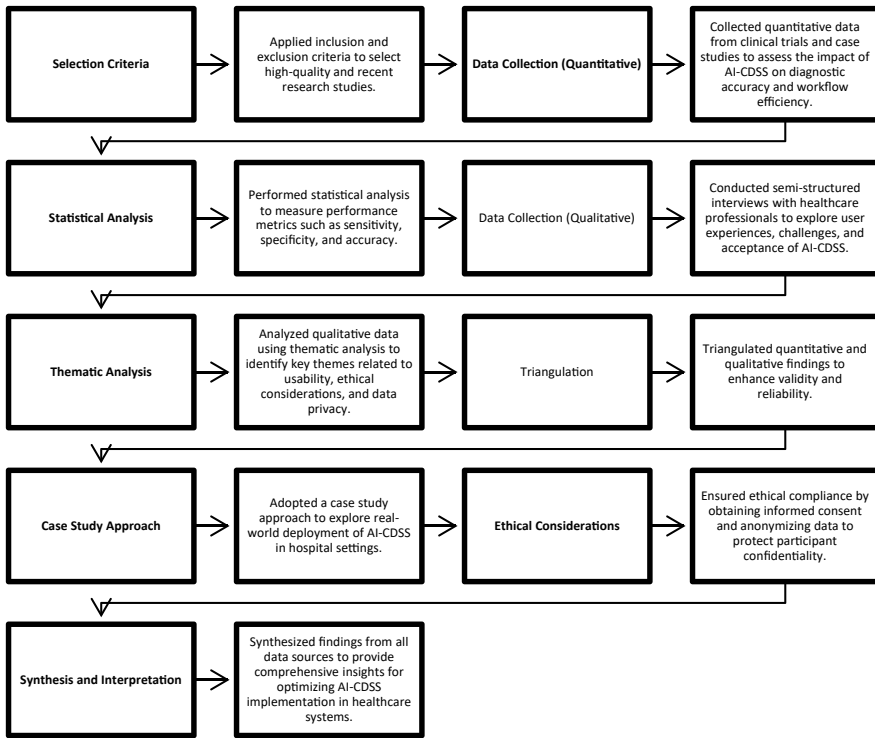 Selection Criteria
Applied inclusion and
exclusion criteria to select
high-quality and recent
research studies.
Data Collection (Quantitative)
Collected quantitative data
from clinical trials and case
studies to assess the impact of
AI-CDSS on diagnostic
accuracy and workflow
efficiency.
Statistical Analysis
Performed statistical analysis
to measure performance
metrics such as sensitivity,
specificity, and accuracy.
Data Collection (Qualitative)
Conducted semi-structured
interviews with healthcare
professionals to explore user
experiences, challenges, and
acceptance of AI-CDSS.
Thematic Analysis
Analyzed qualitative data
using thematic analysis to
identify key themes related to
usability, ethical
considerations, and data
privacy.
Triangulation
Triangulated quantitative and
qualitative findings to
enhance validity and
reliability.
Case Study Approach
Adopted a case study
approach to explore real-
world deployment of AI-CDSS
in hospital settings.
Ethical Considerations
Ensured ethical compliance by
obtaining informed consent
and anonymizing data to
protect participant
confidentiality.
Synthesis and Interpretation
Synthesized findings from all
data sources to provide
comprehensive insights for
optimizing AI-CDSS
implementation in healthcare
systems.